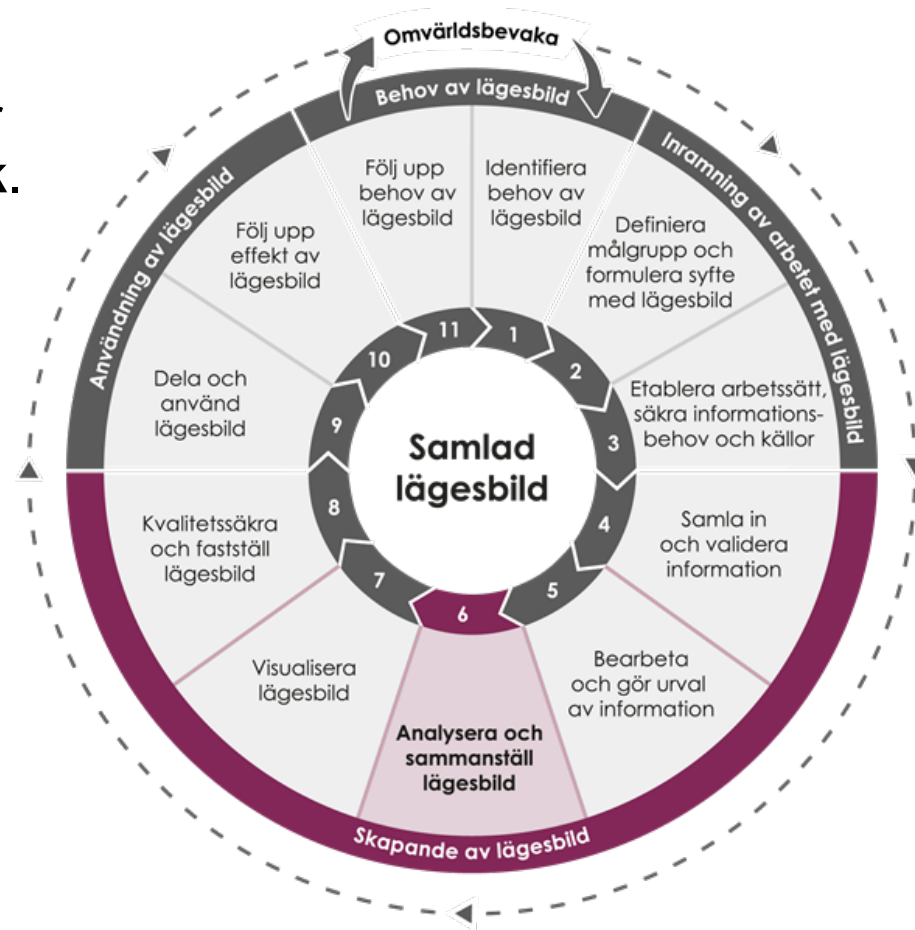 Omvärldsbevaka
Behov av lägesbild
Inramning av arbetet med lägesbild
Användning av lägesbild
Skapande av lägesbild
k.
Följ upp
behov av
lägesbild
Identifiera
behov av
lägesbild
Definiera
målgrupp och
formulera syfte
med lägesbild
Etablera arbetssätt,
säkra informations-
behov och källor
Samla in
och validera
information
Bearbeta
och gör urval
av information
Analysera och
sammanställ
lägesbild
Visualisera
lägesbild
Kvalitetssäkra
och fastställ
lägesbild
Dela och
använd
lägesbild
Följ upp
effekt av
lägesbild
1
2
3
4
5
6
7
8
9
10
11
Samlad
lägesbild